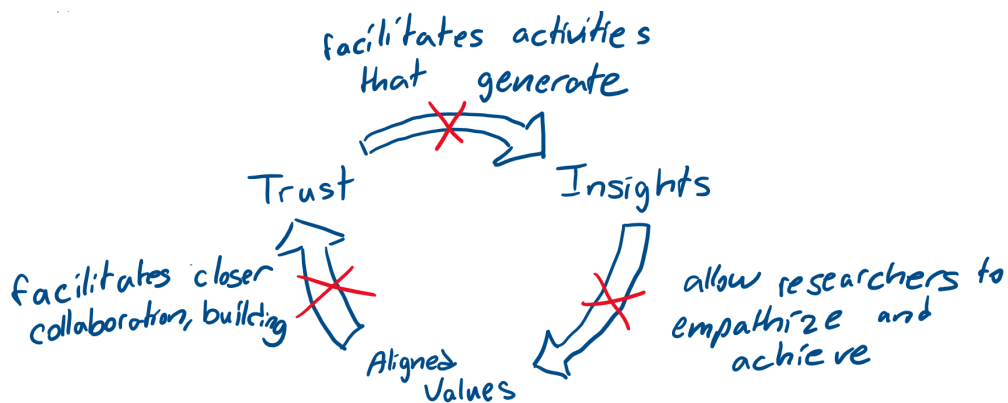 facilitates activities
that generate
Trust
Insights
facilitates closer
collaboration, building
allow researchers to
empathize and
achieve
Aligned
Values